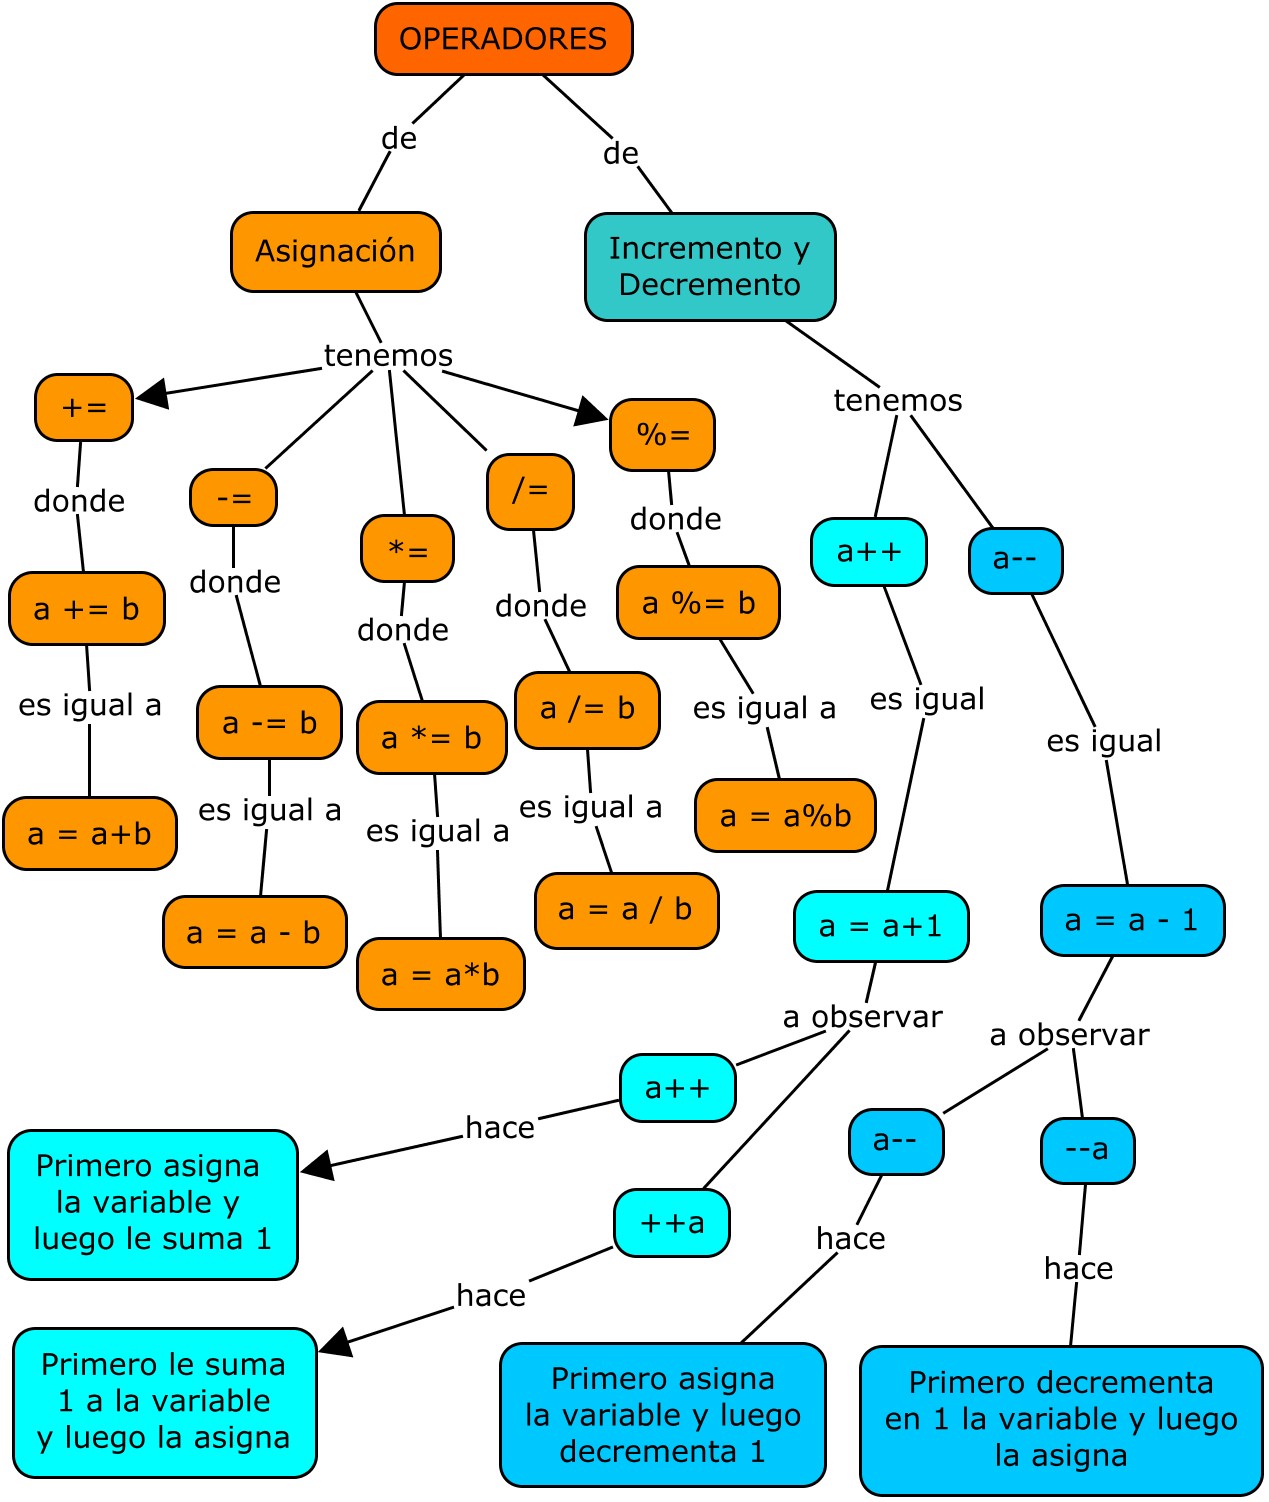 OPERADORES
de
de
Asignación
Incremento y
Decremento
tenemos
tenemos
+=
-=
*=
/=
%=
a++
a--
donde
donde
donde
donde
donde
a += b
a -= b
a *= b
a /= b
a %= b
es igual a
es igual a
es igual a
es igual a
es igual a
es igual
es igual
a = a+b
a = a - b
a = a*b
a = a / b
a = a%b
a = a+1
a = a - 1
a observar
a observar
a++
hace
Primero asigna
la variable y
luego le suma 1
++a
hace
Primero le suma
1 a la variable
y luego la asigna
a--
hace
Primero asigna
la variable y luego
decrementa 1
--a
hace
Primero decrementa
en 1 la variable y luego
la asigna